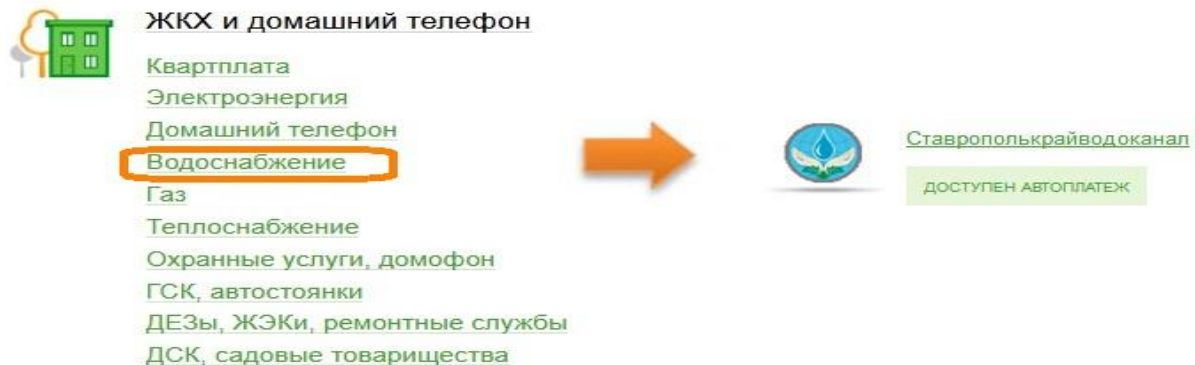 ЖКХ и домашний телефон
Квартплата
Электроэнергия
Домашний телефон
Водоснабжение
Газ
Теплоснабжение
Охранные услуги, домофон
ГСК, автостоянки
ДЕЗы, ЖЭКи, ремонтные службы
ДСК, садовые товарищества
Ставрополькрайводоканал
ДОСТУПЕН АВТОПЛАТЕЖ